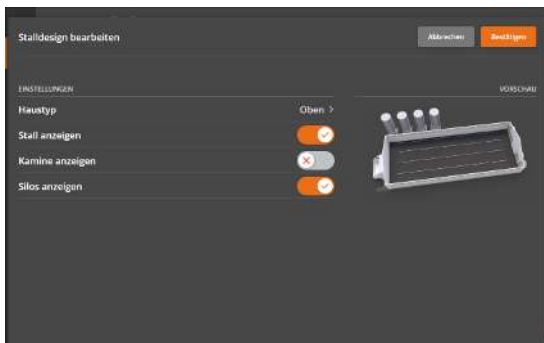 Stalldesign bearbeiten
Abbrechen
Bestätigen
EINSTELLUNGEN
VORSCHAU
Haustyp
Oben >
Stall anzeigen
Kamine anzeigen
Silos anzeigen